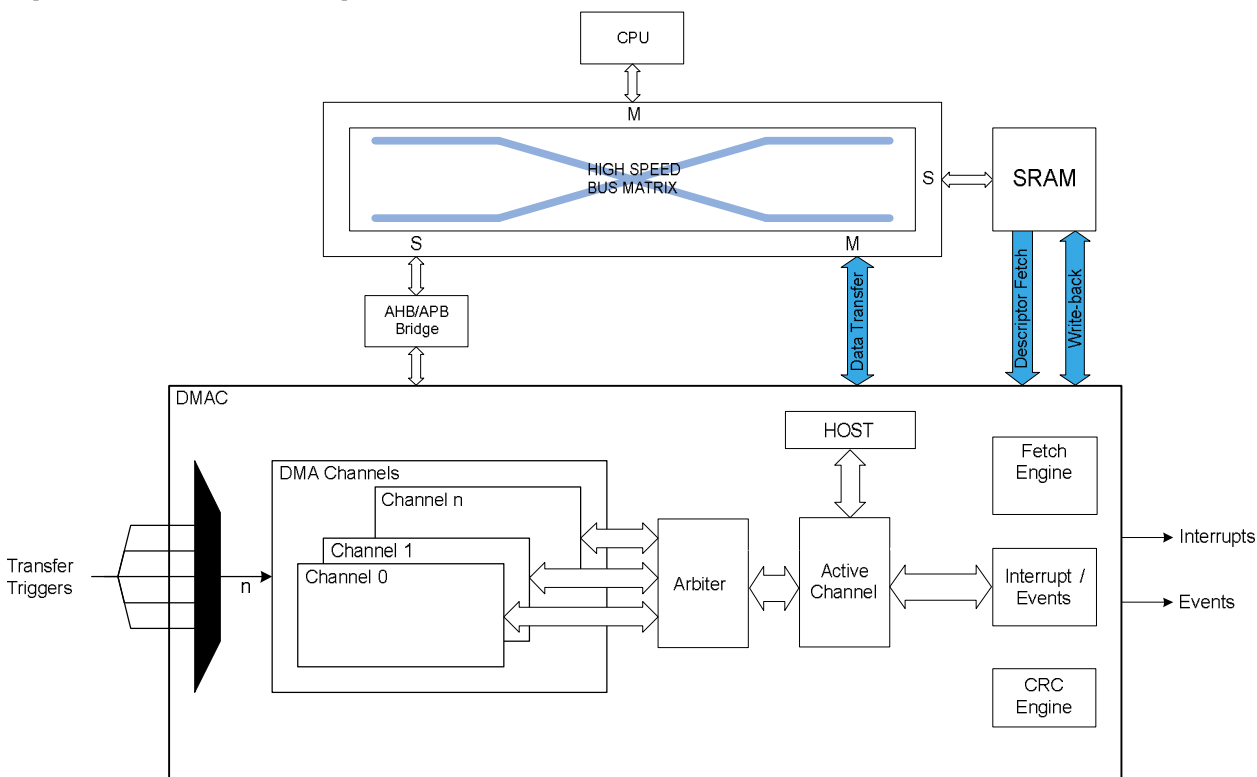 CPU
M
HIGH SPEED
BUS MATRIX
S
SRAM
S
M
AHB/APB
Bridge
Data Transfer
Descriptor Fetch
Write-back
DMAC
HOST
Fetch
Engine
DMA Channels
Channel n
Channel 1
Channel 0
Transfer
Triggers
n
Arbiter
Active
Channel
Interrupt /
Events
Interrupts
Events
CRC
Engine